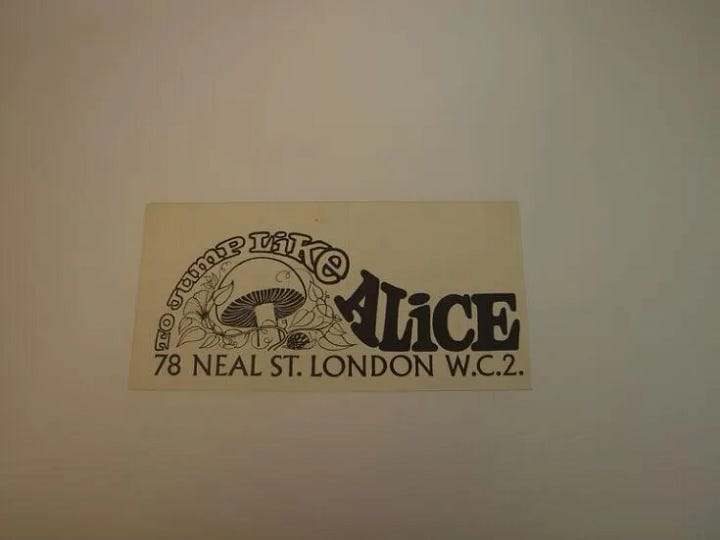 TO JUMP LiKe
ALiCE
78 NEAL ST. LONDON W.C.2.